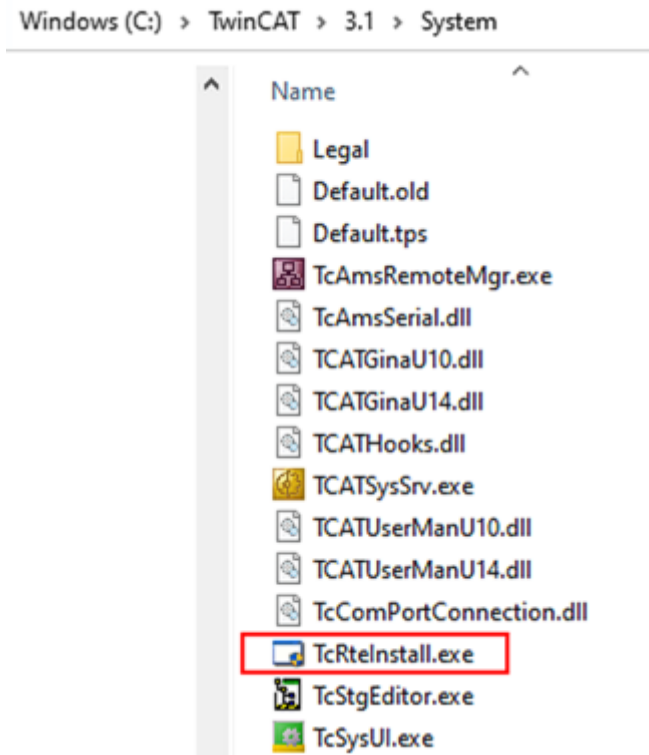 Windows (C:) > TwinCAT > 3.1 > System
Name
Legal
Default.old
Default.tps
TcAmsRemoteMgr.exe
TcAmsSerial.dll
TCATGinaU10.dll
TCATGinaU14.dll
TCATHooks.dll
TCATSysSrv.exe
TCATUserManU10.dll
TCATUserManU14.dll
TcComPortConnection.dll
TcRteInstall.exe
TcStgEditor.exe
TcSysUI.exe